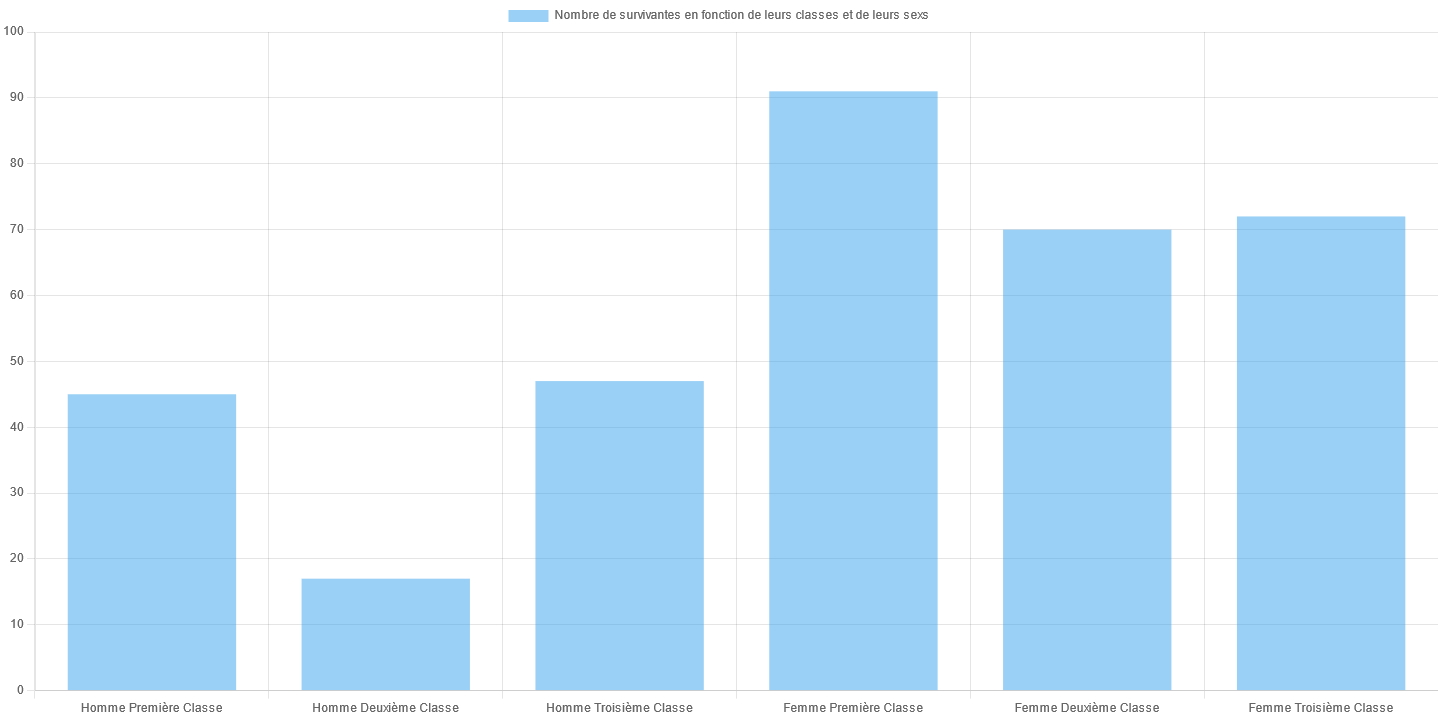 Nombre de survivantes en fonction de leurs classes et de leurs sexs
100
90
80
70
60
50
40
30
20
10
0
Homme Première Classe
Homme Deuxième Classe
Homme Troisième Classe
Femme Première Classe
Femme Deuxième Classe
Femme Troisième Classe